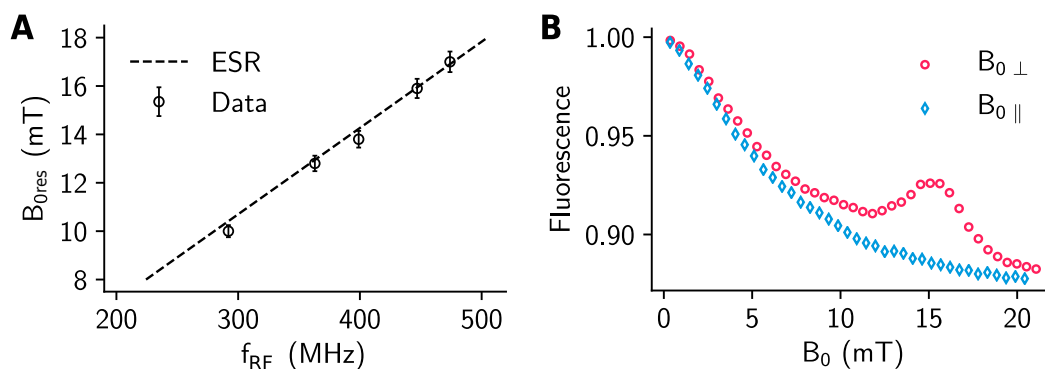 A
18
16
14
12
10
8
B0res (mT)
ESR
Data
200
300
400
500
fRF (MHz)
B
1.00
0.95
0.90
Fluorescence
B0 ⊥
B0 ∥
0
5
10
15
20
B0 (mT)